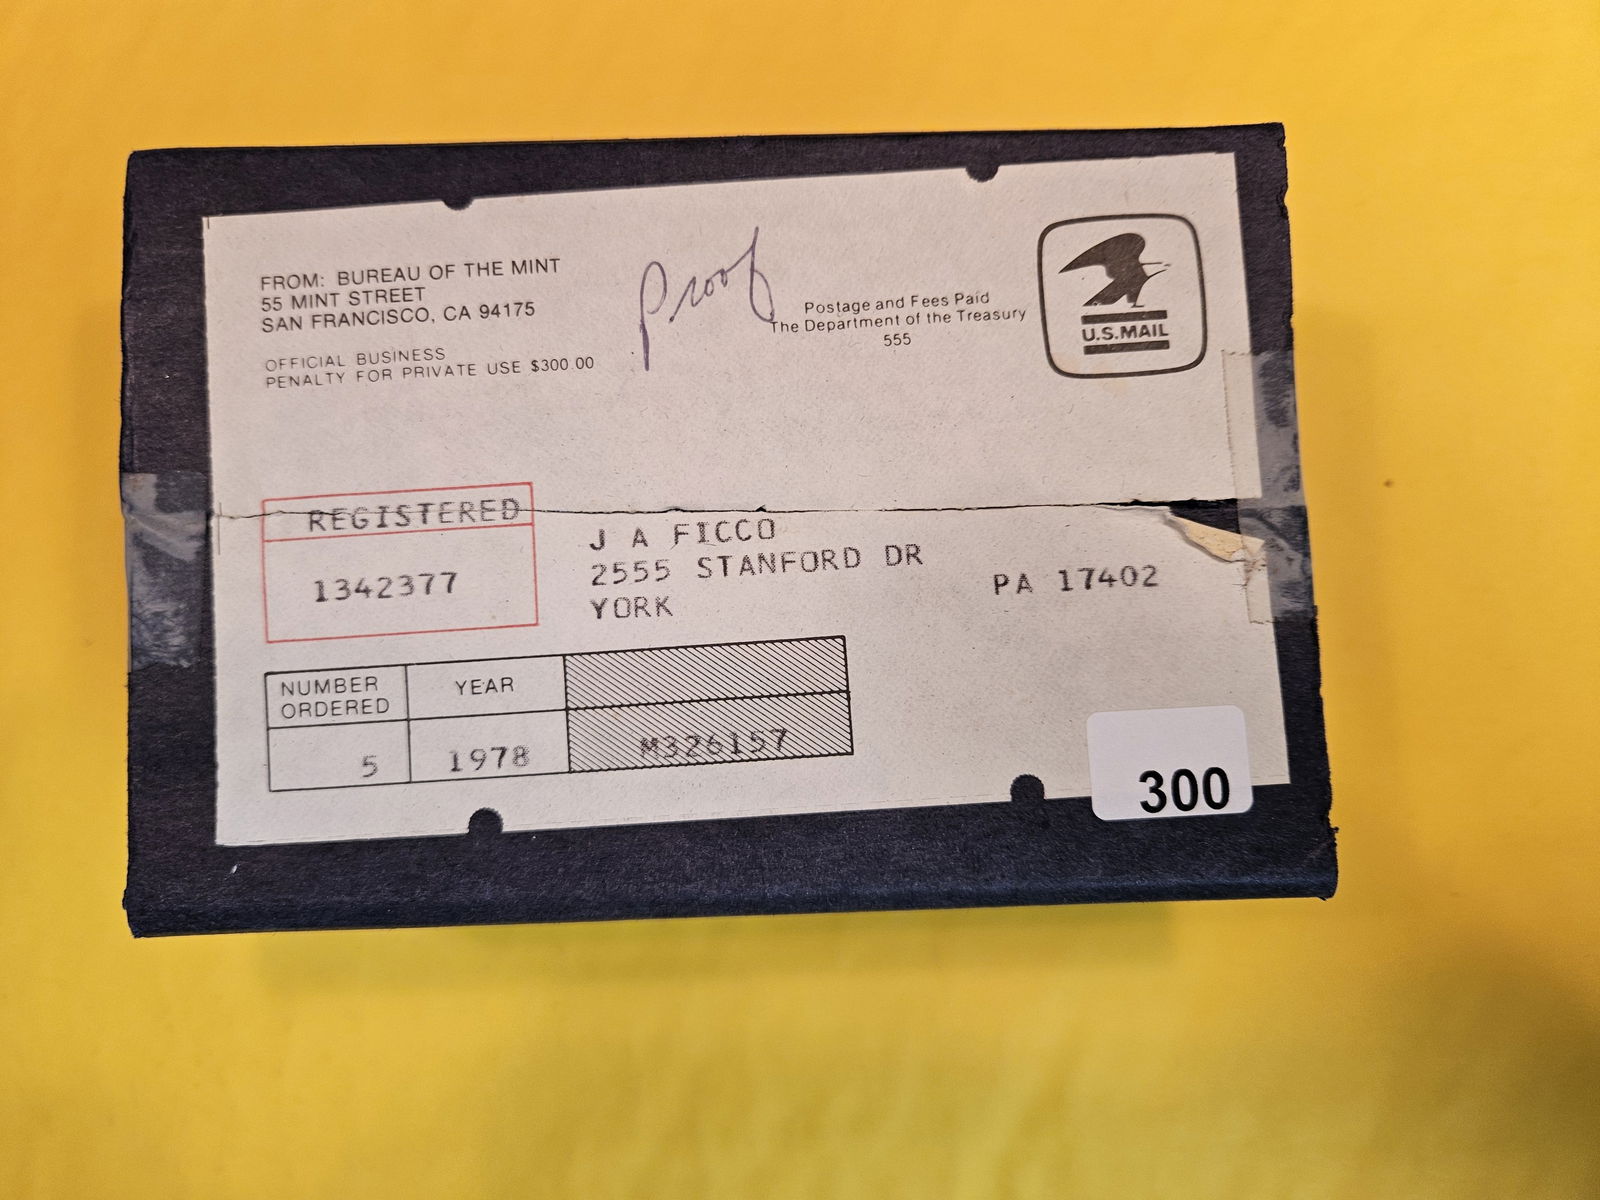 FROM: BUREAU OF THE MINT
55 MINT STREET
SAN FRANCISCO, CA 94175
OFFICIAL BUSINESS
PENALTY FOR PRIVATE USE $300.00
Proof
Postage and Fees Paid
The Department of the Treasury
555
U.S.MAIL
REGISTERED
1342377
J A FICCO
2555 STANFORD DR
YORK PA 17402
NUMBER ORDERED YEAR
5 1978 M326157
300